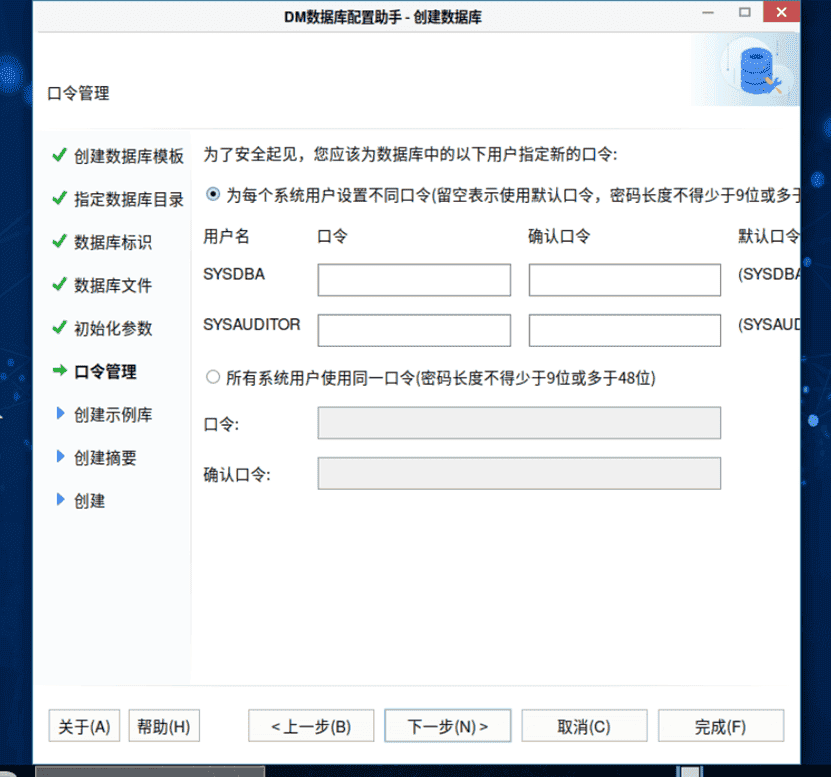 DM数据库配置助手 - 创建数据库
口令管理
创建数据库模板
指定数据库目录
数据库标识
数据库文件
初始化参数
口令管理
创建示例库
创建摘要
创建
为了安全起见，您应该为数据库中的以下用户指定新的口令:
为每个系统用户设置不同口令(留空表示使用默认口令，密码长度不得少于9位或多于
用户名 口令 确认口令 默认口令
SYSDBA (SYSDBA
SYSAUDITOR (SYSAUD
所有系统用户使用同一口令(密码长度不得少于9位或多于48位)
口令:
确认口令:
关于(A) 帮助(H) < 上一步(B) 下一步(N) > 取消(C) 完成(F)